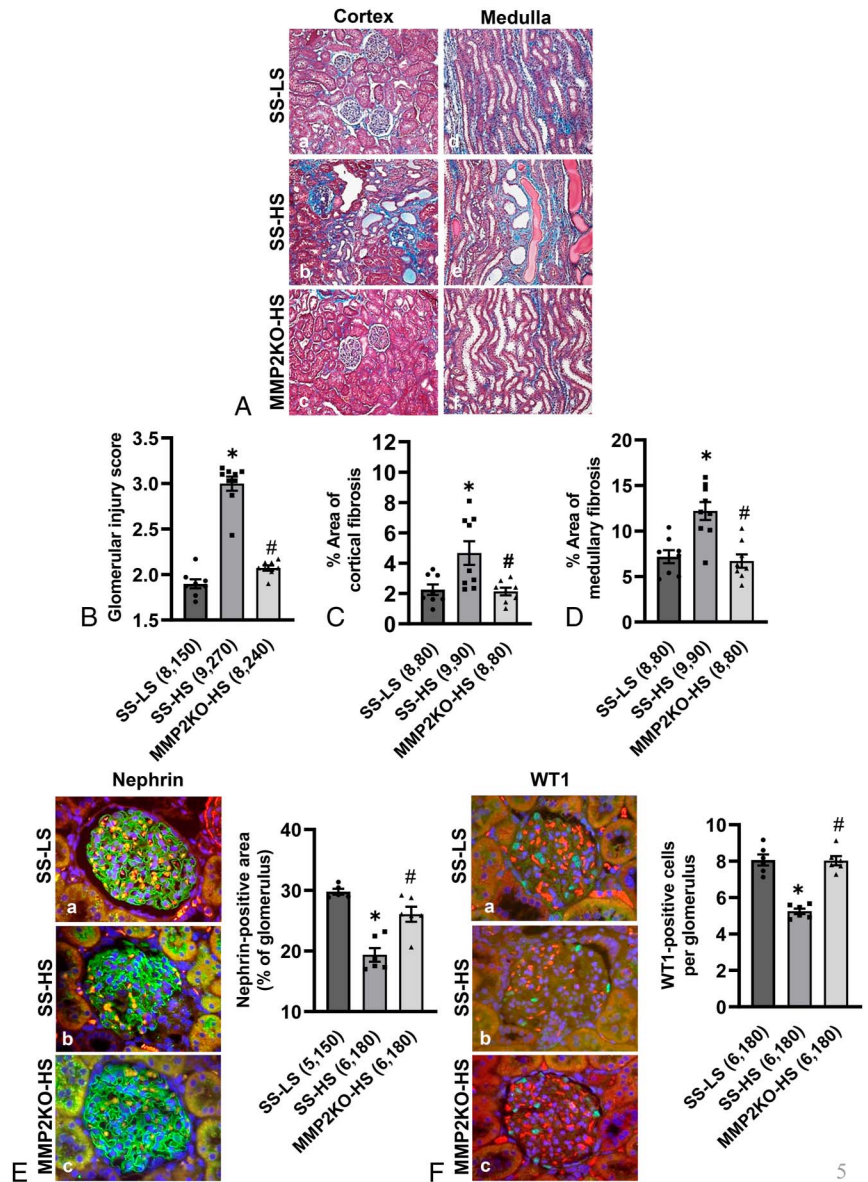 Cortex Medulla
SS-LS
a d
SS-HS
b e
MMP2KO-HS
c f
A
B
Glomerular injury score
3.5
3.0
2.5
2.0
1.5
*
#
SS-LS (8,150)
SS-HS (9,270)
MMP2KO-HS (8,240)
C
% Area of
cortical fibrosis
12
10
8
6
4
2
0
*
#
SS-LS (8,80)
SS-HS (9,90)
MMP2KO-HS (8,80)
D
% Area of
medullary fibrosis
20
15
10
5
0
*
#
SS-LS (8,80)
SS-HS (9,90)
MMP2KO-HS (8,80)
Nephrin
SS-LS
a
SS-HS
b
MMP2KO-HS
c
E
Nephrin-positive area
(% of glomerulus)
40
30
20
10
*
#
SS-LS (5,150)
SS-HS (6,180)
MMP2KO-HS (6,180)
WT1
SS-LS
a
SS-HS
b
MMP2KO-HS
c
F
WT1-positive cells
per glomerulus
10
8
6
4
2
0
*
#
SS-LS (6,180)
SS-HS (6,180)
MMP2KO-HS (6,180)
5